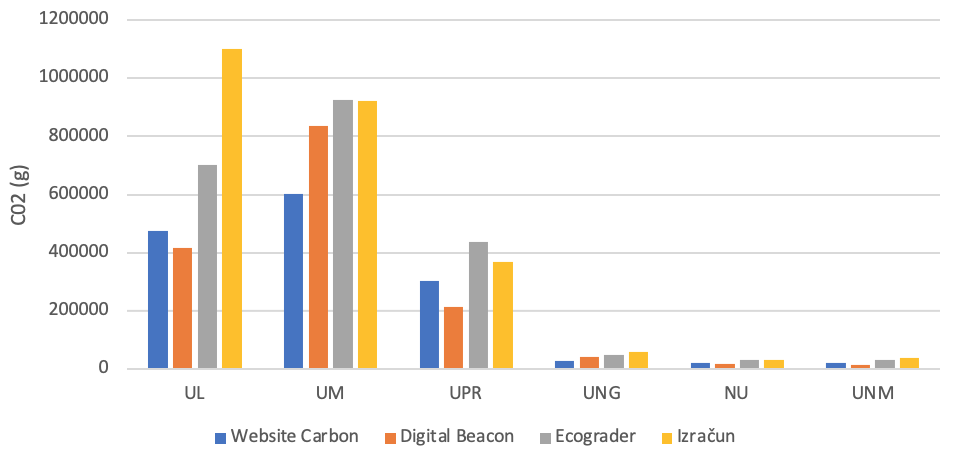 1200000
1000000
800000
600000
400000
200000
0
C02 (g)
UL UM UPR UNG NU UNM
Website Carbon Digital Beacon Ecograder Izračun